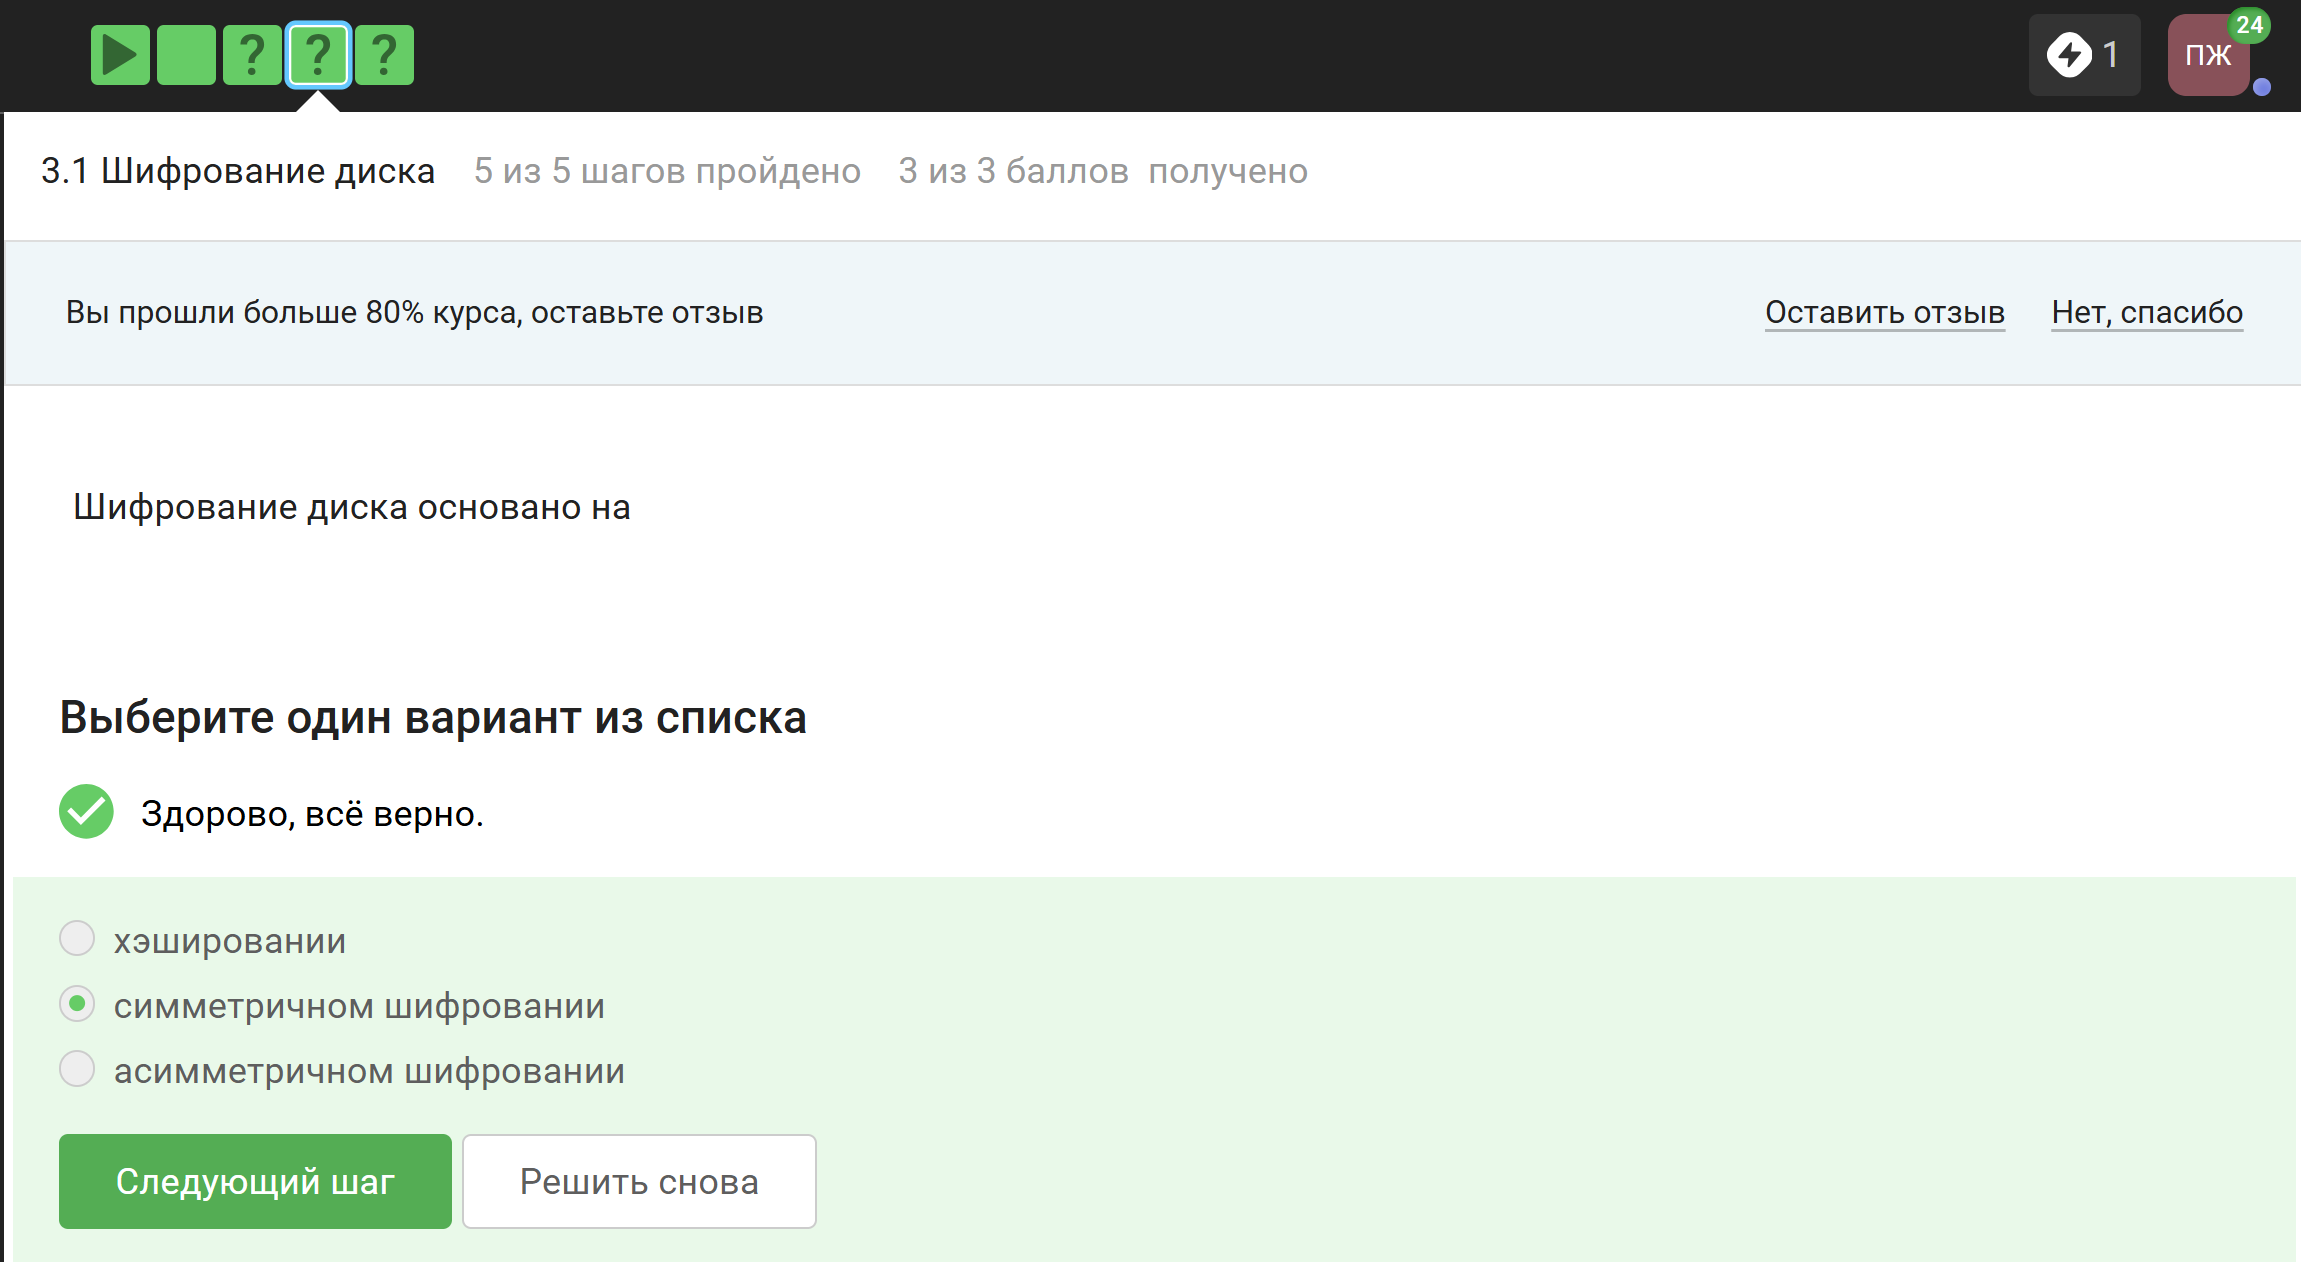 ? ? ?
1
ПЖ
24
3.1 Шифрование диска 5 из 5 шагов пройдено 3 из 3 баллов получено
Вы прошли больше 80% курса, оставьте отзыв Оставить отзыв Нет, спасибо
Шифрование диска основано на
Выберите один вариант из списка
Здорово, всё верно.
хэшировании
симметричном шифровании
асимметричном шифровании
Следующий шаг Решить снова